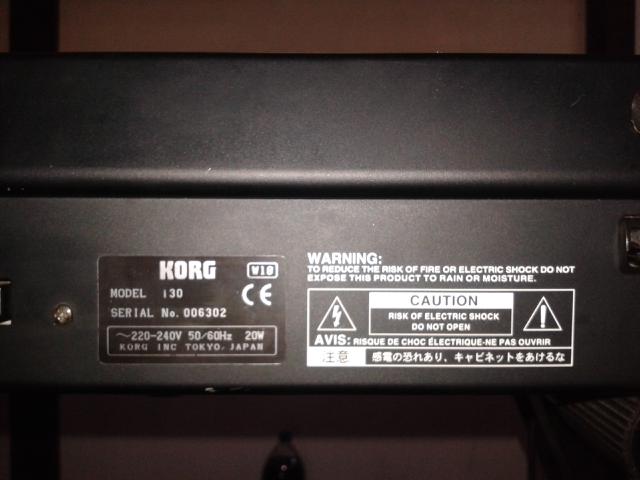 KORG
W10
MODEL i30
CE
SERIAL No. 006302
~220-240V 50/60Hz 20W
KORG INC TOKYO, JAPAN
WARNING:
TO REDUCE THE RISK OF FIRE OR ELECTRIC SHOCK DO NOT
EXPOSE THIS PRODUCT TO RAIN OR MOISTURE.
CAUTION
RISK OF ELECTRIC SHOCK
DO NOT OPEN
AVIS: RISQUE DE CHOC ÉLECTRIQUE-NE PAS OUVRIR
注意 感電の恐れあり、キャビネットをあけるな